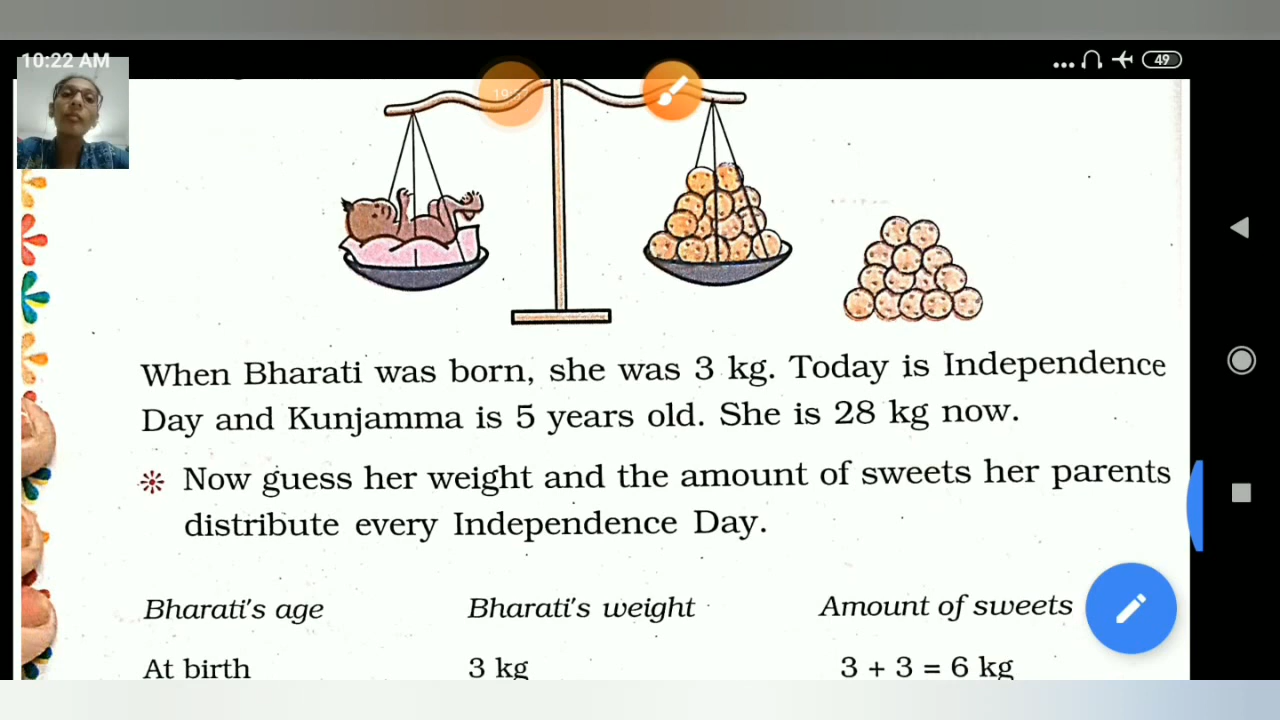 10:22 AM
49
19:57
When Bharati was born, she was 3 kg. Today is Independence
Day and Kunjamma is 5 years old. She is 28 kg now.
Now guess her weight and the amount of sweets her parents
distribute every Independence Day.
Bharati's age Bharati's weight Amount of sweets
At birth 3 kg 3 + 3 = 6 kg